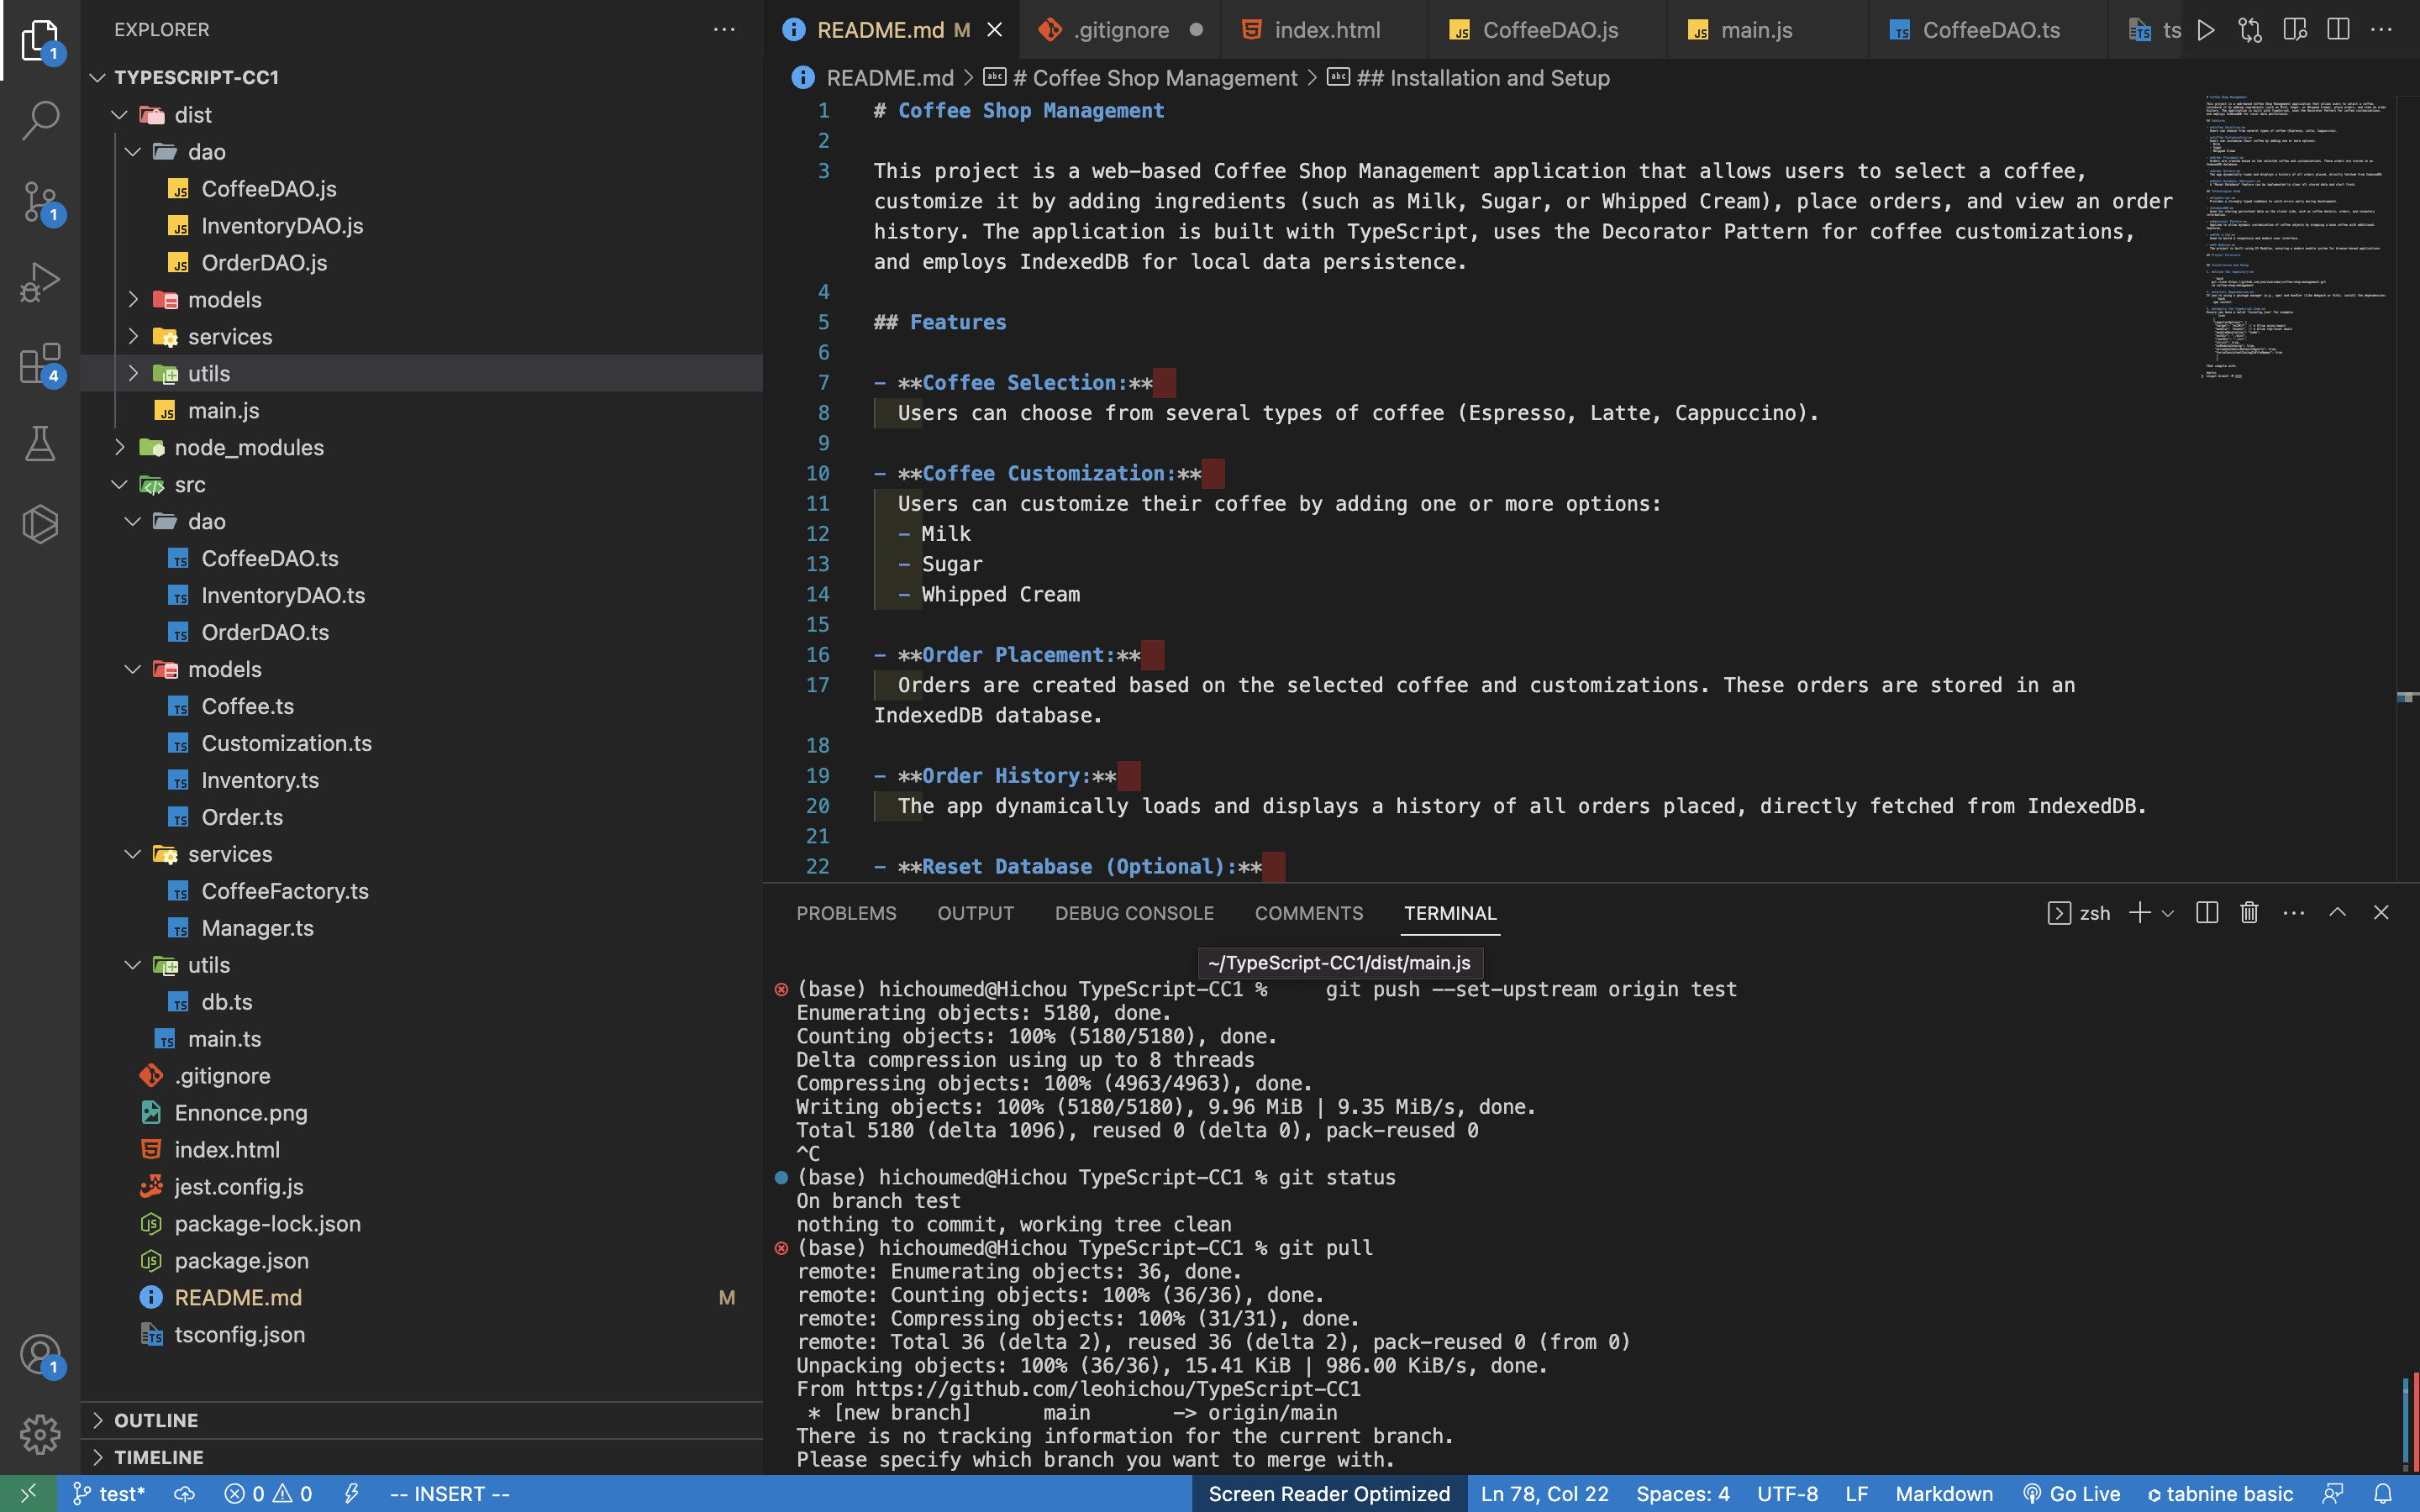 EXPLORER
TYPESCRIPT-CC1
dist
dao
CoffeeDAO.js
InventoryDAO.js
OrderDAO.js
models
services
utils
main.js
node_modules
src
dao
CoffeeDAO.ts
InventoryDAO.ts
OrderDAO.ts
models
Coffee.ts
Customization.ts
Inventory.ts
Order.ts
services
CoffeeFactory.ts
Manager.ts
utils
db.ts
main.ts
.gitignore
Ennonce.png
index.html
jest.config.js
package-lock.json
package.json
README.md M
tsconfig.json
OUTLINE
TIMELINE
1
1
4
1
README.md M .gitignore index.html CoffeeDAO.js main.js CoffeeDAO.ts ts
README.md > # Coffee Shop Management > ## Installation and Setup
1 # Coffee Shop Management
2
3 This project is a web-based Coffee Shop Management application that allows users to select a coffee,
customize it by adding ingredients (such as Milk, Sugar, or Whipped Cream), place orders, and view an order
history. The application is built with TypeScript, uses the Decorator Pattern for coffee customizations,
and employs IndexedDB for local data persistence.
4
5 ## Features
6
7 - **Coffee Selection:**
8 Users can choose from several types of coffee (Espresso, Latte, Cappuccino).
9
10 - **Coffee Customization:**
11 Users can customize their coffee by adding one or more options:
12 - Milk
13 - Sugar
14 - Whipped Cream
15
16 - **Order Placement:**
17 Orders are created based on the selected coffee and customizations. These orders are stored in an
IndexedDB database.
18
19 - **Order History:**
20 The app dynamically loads and displays a history of all orders placed, directly fetched from IndexedDB.
21
22 - **Reset Database (Optional):**
PROBLEMS OUTPUT DEBUG CONSOLE COMMENTS TERMINAL zsh
~/TypeScript-CC1/dist/main.js
(base) hichoumed@Hichou TypeScript-CC1 % git push --set-upstream origin test
Enumerating objects: 5180, done.
Counting objects: 100% (5180/5180), done.
Delta compression using up to 8 threads
Compressing objects: 100% (4963/4963), done.
Writing objects: 100% (5180/5180), 9.96 MiB | 9.35 MiB/s, done.
Total 5180 (delta 1096), reused 0 (delta 0), pack-reused 0
^C
(base) hichoumed@Hichou TypeScript-CC1 % git status
On branch test
nothing to commit, working tree clean
(base) hichoumed@Hichou TypeScript-CC1 % git pull
remote: Enumerating objects: 36, done.
remote: Counting objects: 100% (36/36), done.
remote: Compressing objects: 100% (31/31), done.
remote: Total 36 (delta 2), reused 36 (delta 2), pack-reused 0 (from 0)
Unpacking objects: 100% (36/36), 15.41 KiB | 986.00 KiB/s, done.
From https://github.com/leohichou/TypeScript-CC1
* [new branch] main -> origin/main
There is no tracking information for the current branch.
Please specify which branch you want to merge with.
test* 0 0 -- INSERT -- Screen Reader Optimized Ln 78, Col 22 Spaces: 4 UTF-8 LF Markdown Go Live tabnine basic